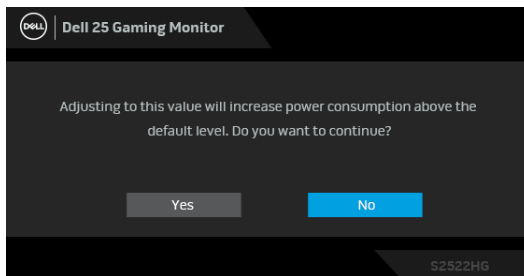 DELL
Dell 25 Gaming Monitor
Adjusting to this value will increase power consumption above the
default level. Do you want to continue?
Yes
No
S2522HG